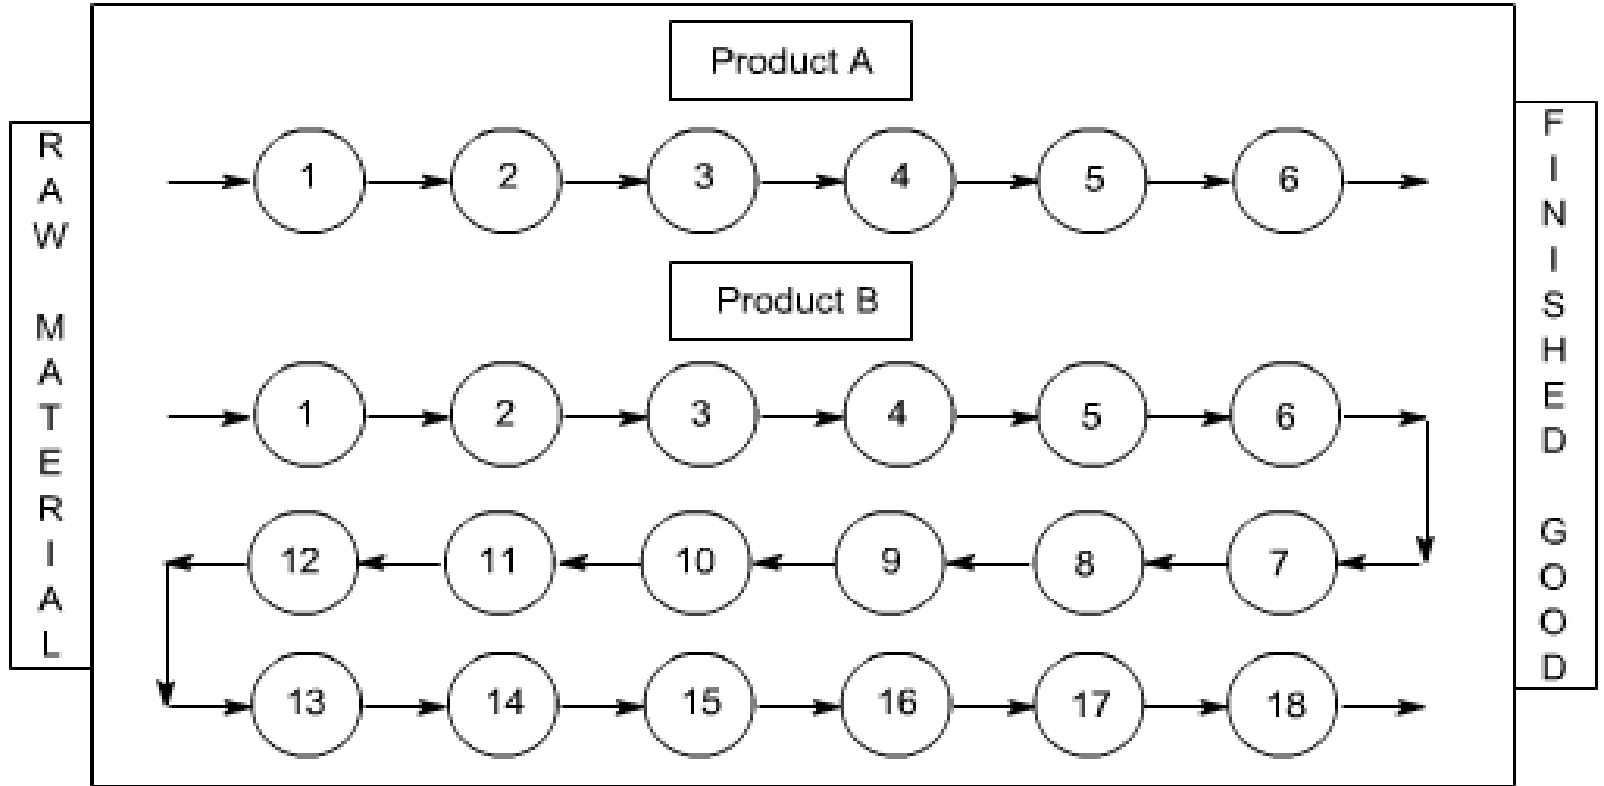 Product A
RAW MATERIAL
1 2 3 4 5 6
Product B
1 2 3 4 5 6
12 11 10 9 8 7
13 14 15 16 17 18
FINISHED GOOD